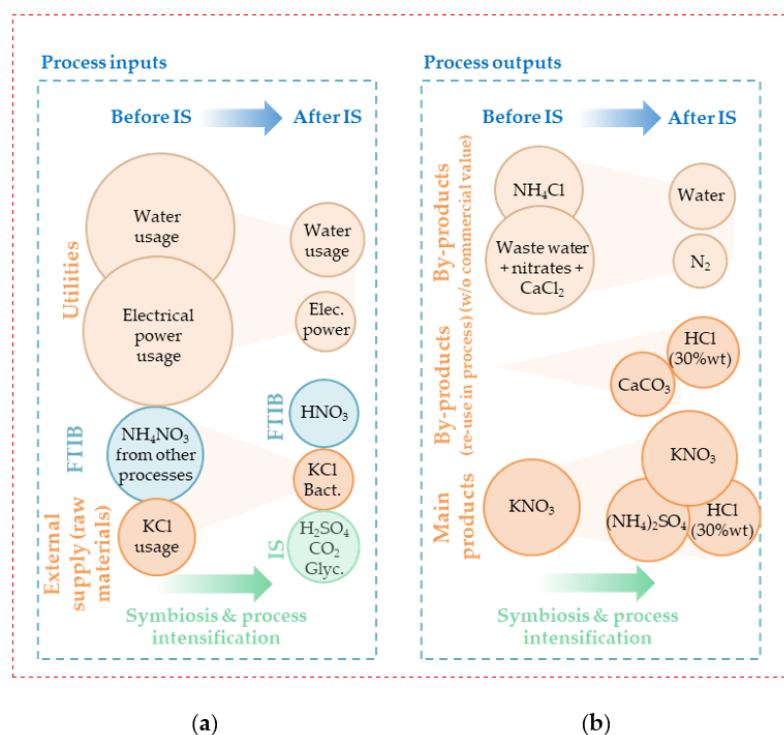 Process inputs
Before IS
After IS
Utilities
Water
usage
Electrical
power
usage
Water
usage
Elec.
power
FTIB
NH₄NO₃
from other
processes
FTIB
HNO₃
External
supply (raw
materials)
KCl
usage
KCl
Bact.
IS
H₂SO₄
CO₂
Glyc.
Symbiosis & process
intensification
(a)
Process outputs
Before IS
After IS
By-products
(w/o commercial value)
NH₄Cl
Waste water
+ nitrates +
CaCl₂
Water
N₂
By-products
(re-use in process)
HCl
(30%wt)
CaCO₃
Main
products
KNO₃
KNO₃
(NH₄)₂SO₄
HCl
(30%wt)
Symbiosis & process
intensification
(b)